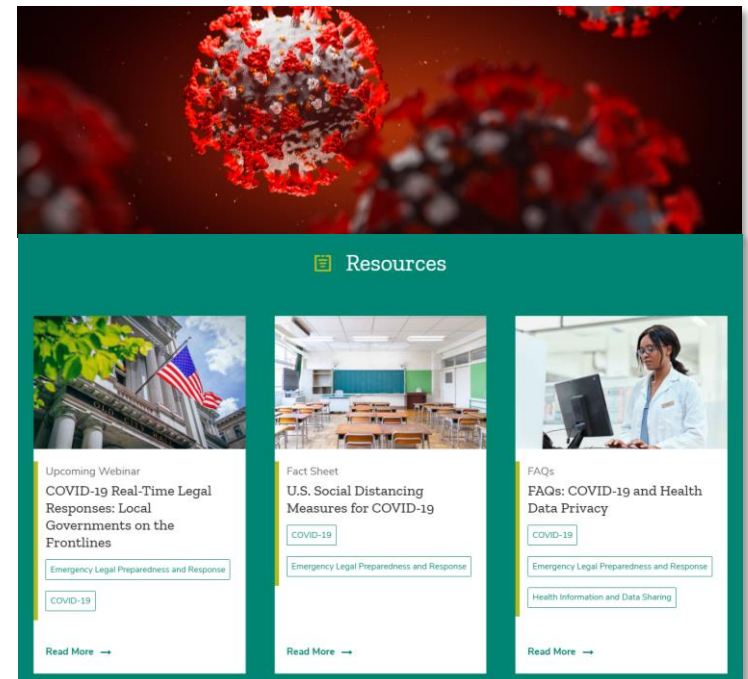 Resources
Upcoming Webinar
COVID-19 Real-Time Legal
Responses: Local
Governments on the
Frontlines
Emergency Legal Preparedness and Response
COVID-19
Read More →
Fact Sheet
U.S. Social Distancing
Measures for COVID-19
COVID-19
Emergency Legal Preparedness and Response
Read More →
FAQs
FAQs: COVID-19 and Health
Data Privacy
COVID-19
Emergency Legal Preparedness and Response
Health Information and Data Sharing
Read More →